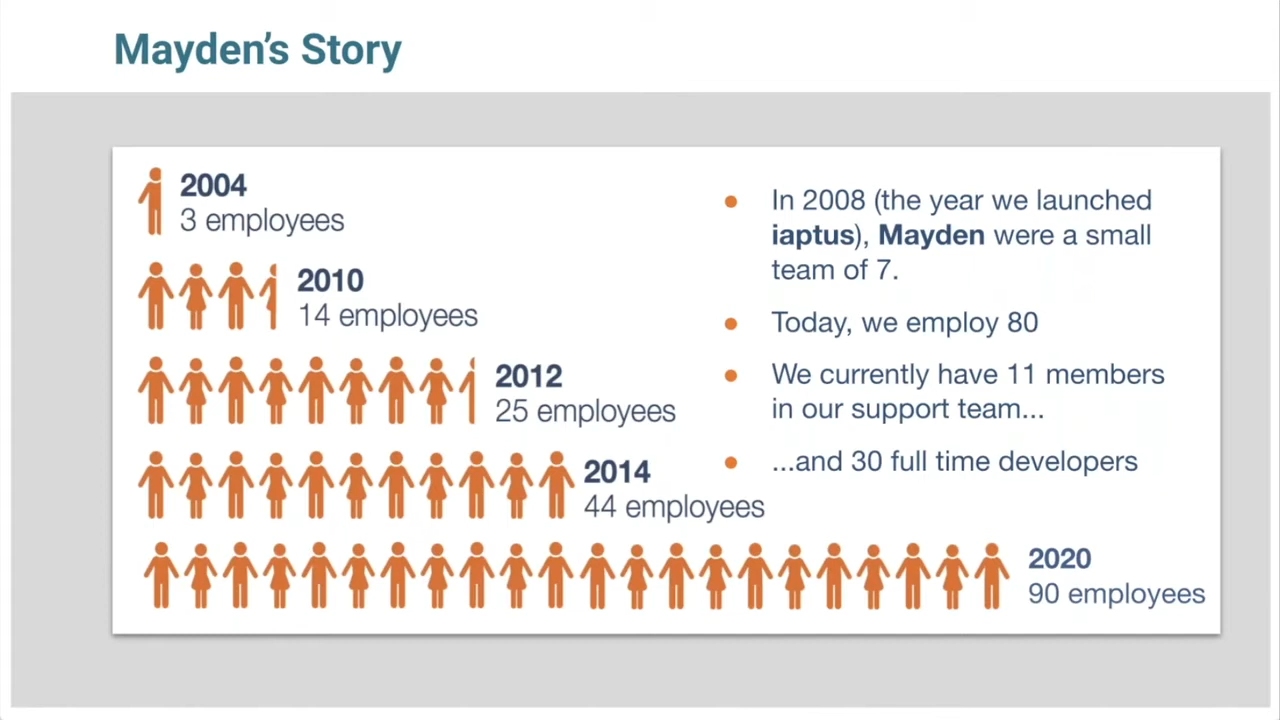 Mayden's Story
2004
3 employees
2010
14 employees
2012
25 employees
2014
44 employees
2020
90 employees
● In 2008 (the year we launched
iaptus), Mayden were a small
team of 7.
● Today, we employ 80
● We currently have 11 members
in our support team...
● ...and 30 full time developers